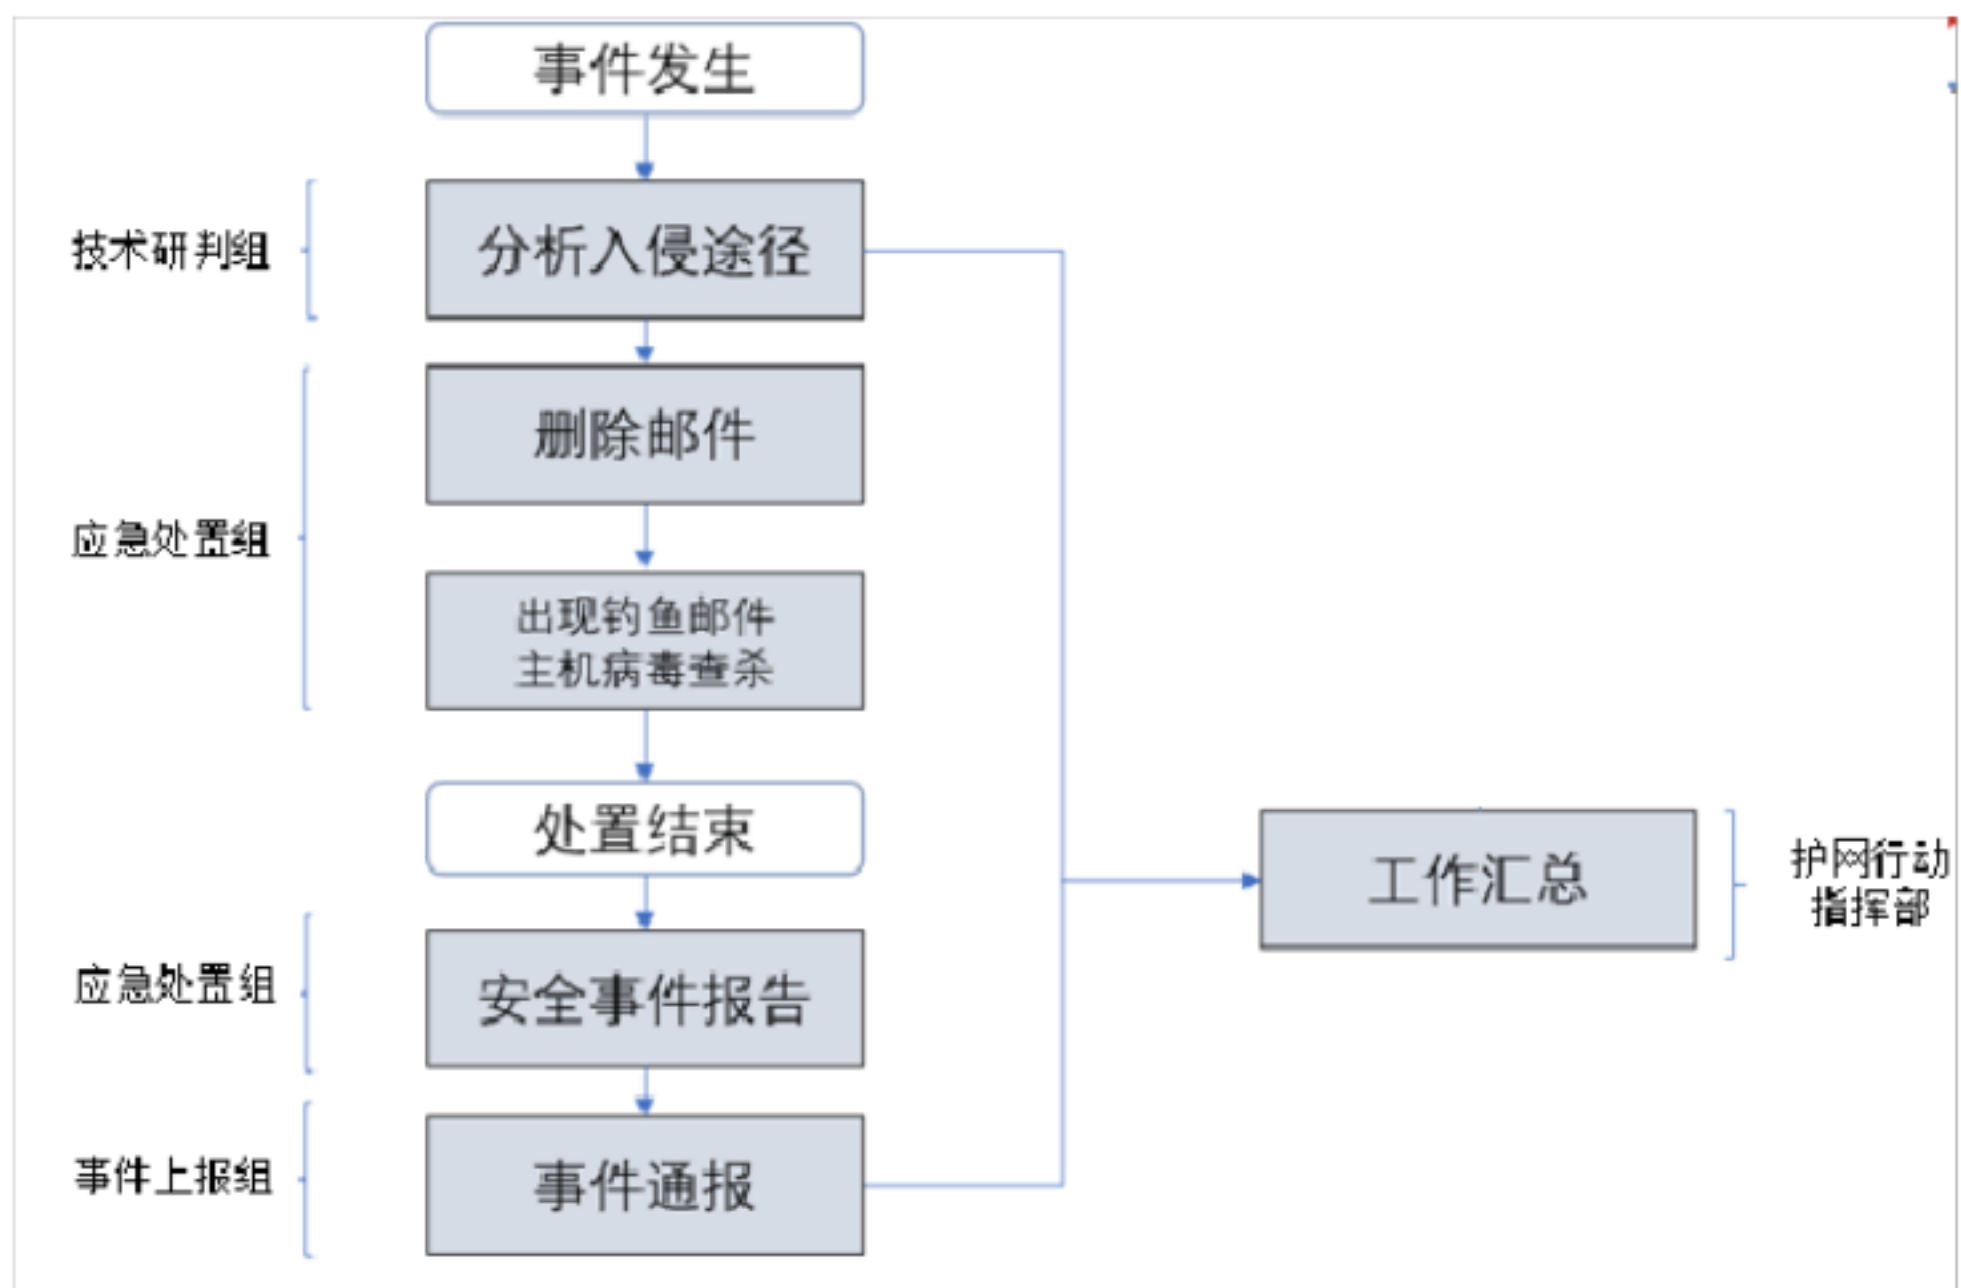 事件发生
技术研判组
分析入侵途径
删除邮件
应急处置组
出现钓鱼邮件
主机病毒查杀
处置结束
工作汇总
护网行动
指挥部
应急处置组
安全事件报告
事件上报组
事件通报